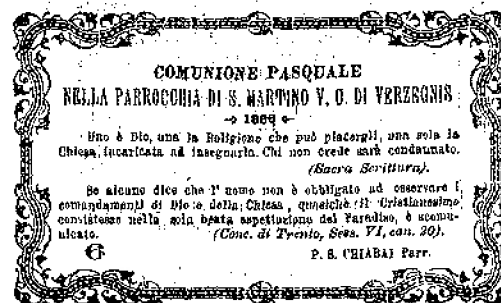 COMUNIONE PASQUALE
NELLA PARROCCHIA DI S. MARTINO V. O. DI VERZEGNIS
Uno è Dio, una la Religione che può piacergli, una sola la
Chiesa, incaricata ad insegnarla. Chi non crede sarà condannato.
(Sacra Scrittura).
Se alcuno dice che l' uomo non è obbligato ad osservare i
comandamenti di Dio e della Chiesa, quasichè il Cristianesimo
consistesse nella sola beata aspettazione del Paradiso, è scomu-
nicato. (Conc. di Trento, Sess. VI, can. 20).
P. S. CHIABAI Parr.